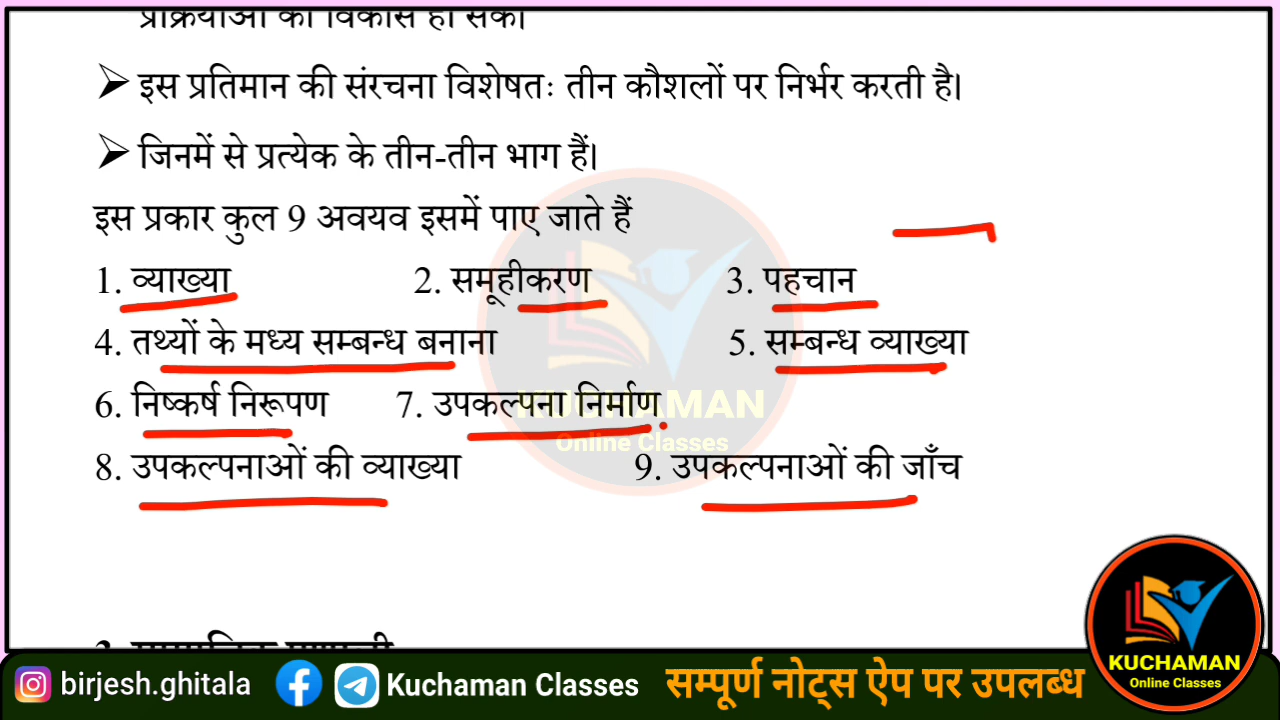 प्रक्रियाओं का विकास हो सके।
इस प्रतिमान की संरचना विशेषतः तीन कौशलों पर निर्भर करती है।
जिनमें से प्रत्येक के तीन-तीन भाग हैं।
इस प्रकार कुल 9 अवयव इसमें पाए जाते हैं
1. व्याख्या 2. समूहीकरण 3. पहचान
4. तथ्यों के मध्य सम्बन्ध बनाना 5. सम्बन्ध व्याख्या
6. निष्कर्ष निरूपण 7. उपकल्पना निर्माण
8. उपकल्पनाओं की व्याख्या 9. उपकल्पनाओं की जाँच
KUCHAMAN
Online Classes
KUCHAMAN
Online Classes
birjesh.ghitala Kuchaman Classes सम्पूर्ण नोट्स ऐप पर उपलब्ध